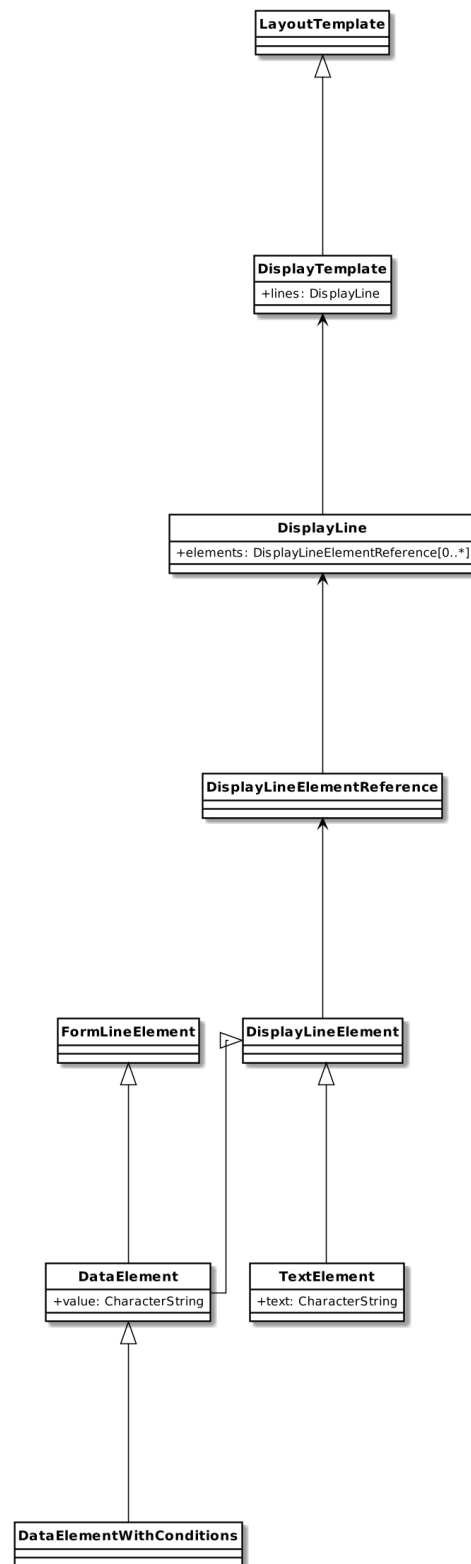 LayoutTemplate
DisplayTemplate
+lines: DisplayLine
DisplayLine
+elements: DisplayLineElementReference[0..*]
DisplayLineElementReference
FormLineElement
DisplayLineElement
DataElement
+value: CharacterString
TextElement
+text: CharacterString
DataElementWithConditions